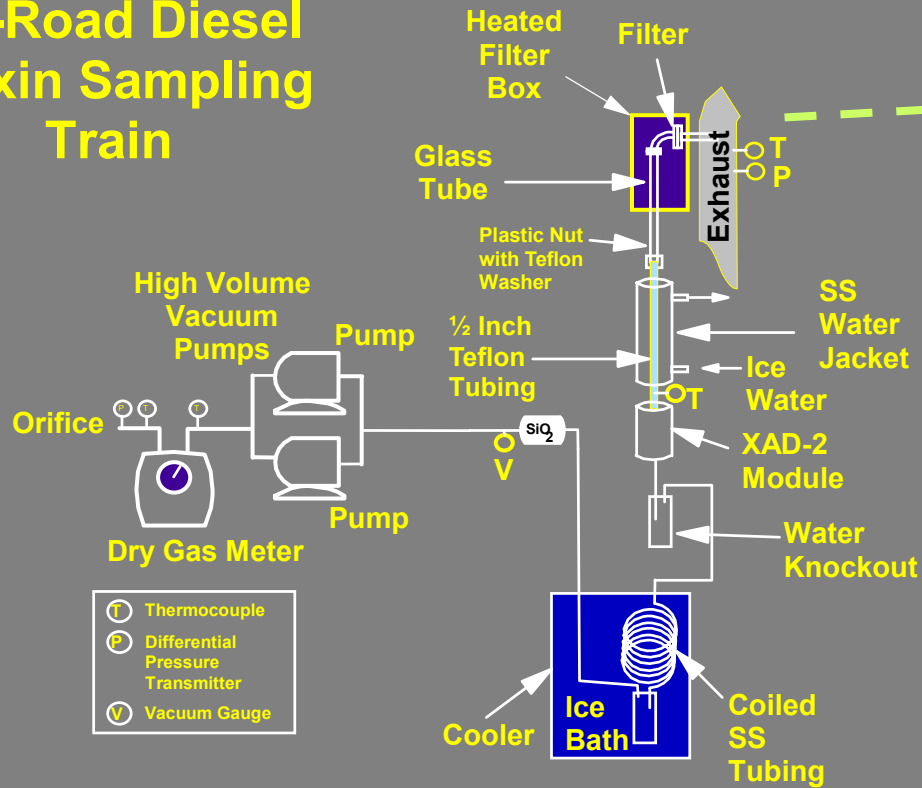 -Road Diesel
xin Sampling
Train
Heated
Filter
Box
Filter
Glass
Tube
Exhaust
T
P
Plastic Nut
with Teflon
Washer
High Volume
Vacuum
Pumps
Pump
½ Inch
Teflon
Tubing
SS
Water
Jacket
Ice
Water
T
Orifice
P
T
T
SiO2
V
XAD-2
Module
Pump
Dry Gas Meter
Water
Knockout
T Thermocouple
P Differential
Pressure
Transmitter
V Vacuum Gauge
Cooler
Ice
Bath
Coiled
SS
Tubing